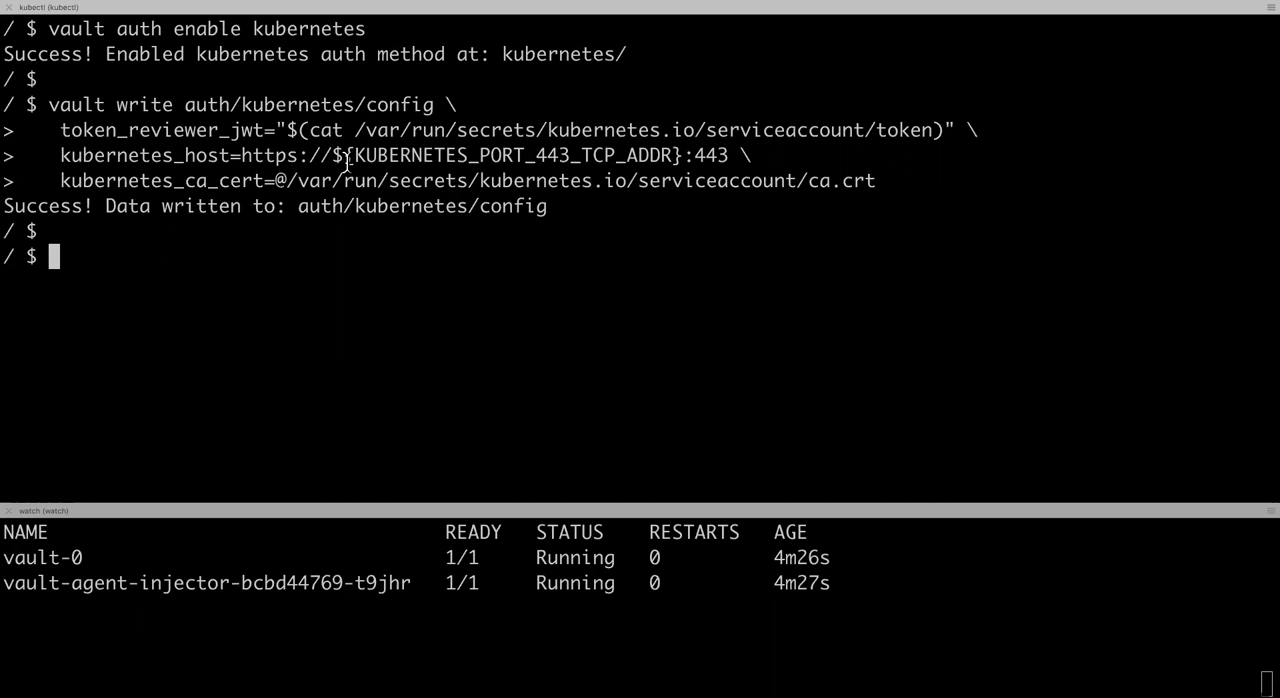 kubectl (kubectl)
/ $ vault auth enable kubernetes
Success! Enabled kubernetes auth method at: kubernetes/
/ $
/ $ vault write auth/kubernetes/config \
>    token_reviewer_jwt="$(cat /var/run/secrets/kubernetes.io/serviceaccount/token)" \
>    kubernetes_host=https://${KUBERNETES_PORT_443_TCP_ADDR}:443 \
>    kubernetes_ca_cert=@/var/run/secrets/kubernetes.io/serviceaccount/ca.crt
Success! Data written to: auth/kubernetes/config
/ $
/ $
watch (watch)
NAME READY STATUS RESTARTS AGE
vault-0 1/1 Running 0 4m26s
vault-agent-injector-bcbd44769-t9jhr 1/1 Running 0 4m27s